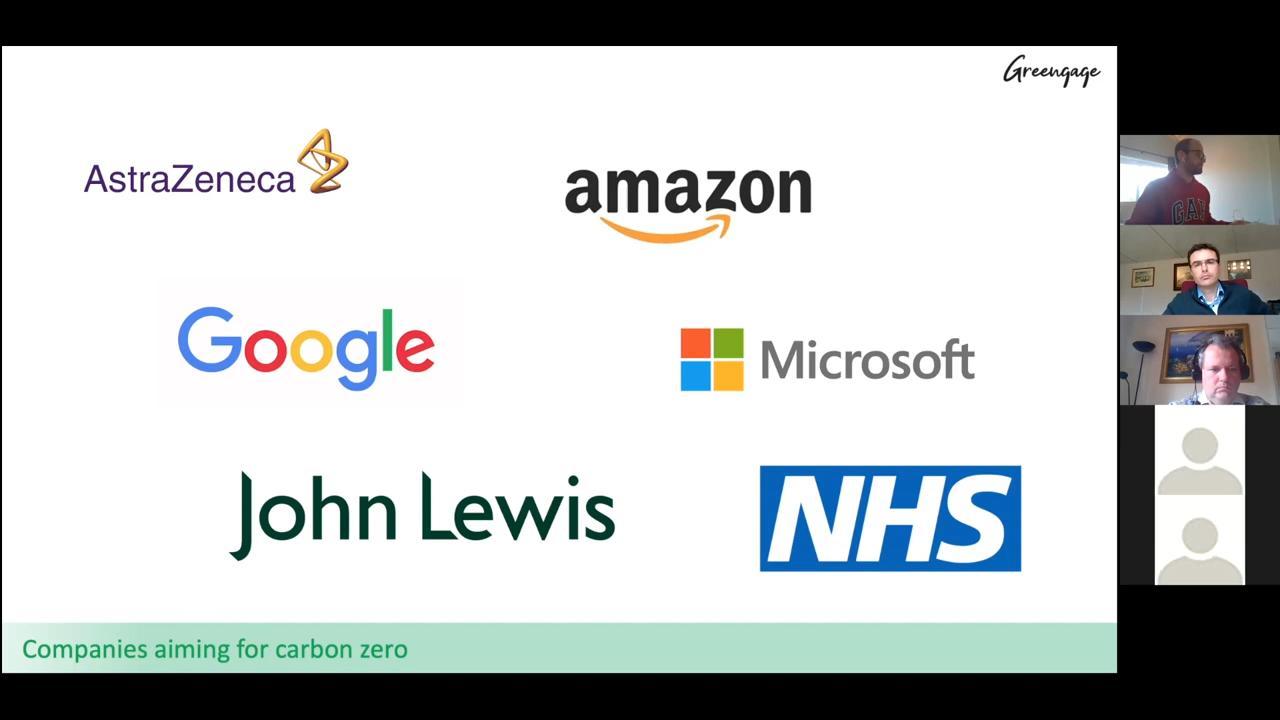 Greengage
AstraZeneca
amazon
Google
Microsoft
John Lewis
NHS
Companies aiming for carbon zero